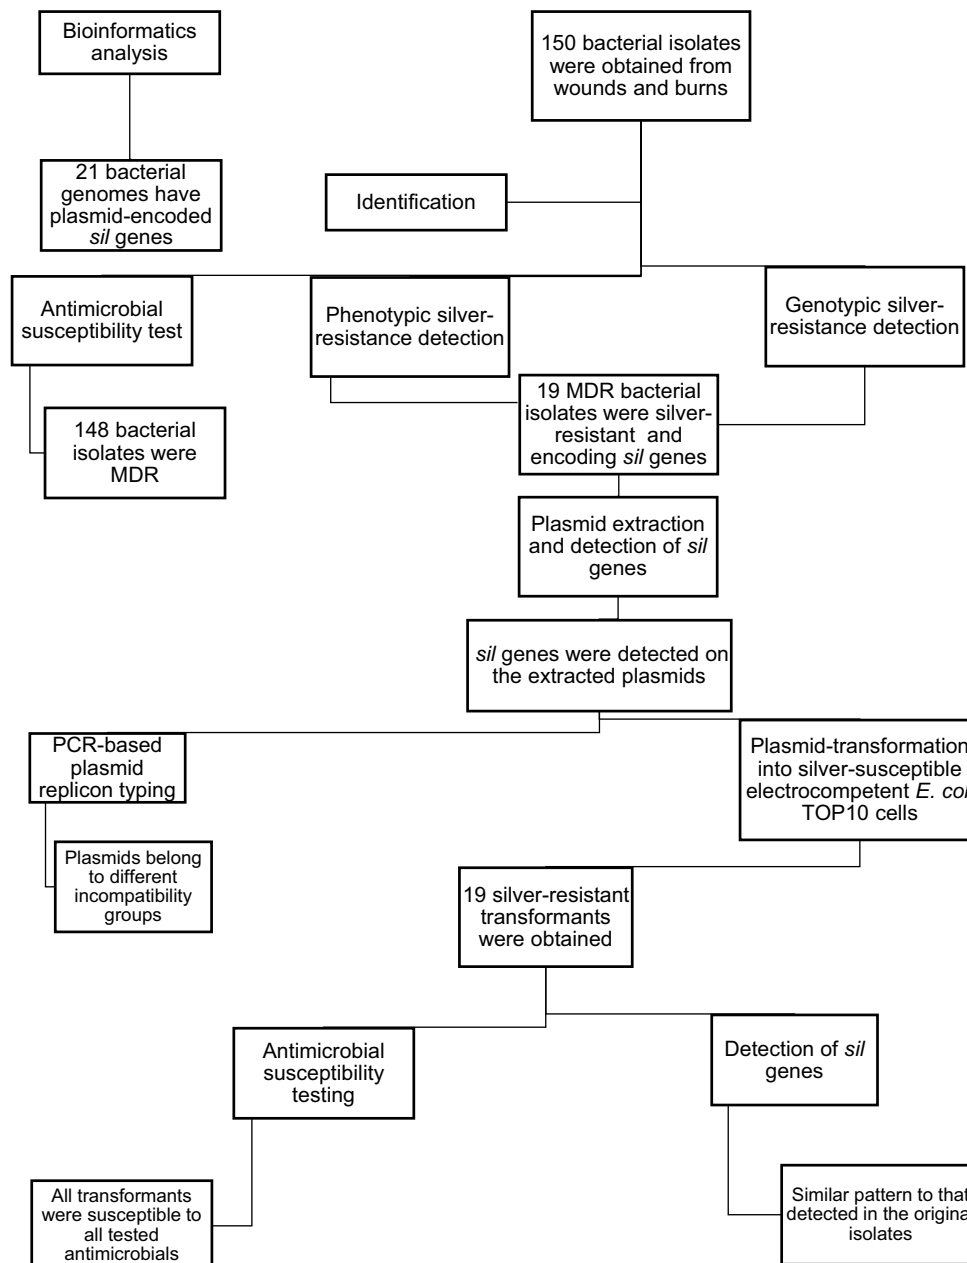 Bioinformatics
analysis
150 bacterial isolates
were obtained from
wounds and burns
21 bacterial
genomes have
plasmid-encoded
sil genes
Identification
Antimicrobial
susceptibility test
Phenotypic silver-
resistance detection
Genotypic silver-
resistance detection
148 bacterial
isolates were
MDR
19 MDR bacterial
isolates were silver-
resistant and
encoding sil genes
Plasmid extraction
and detection of sil
genes
sil genes were detected on
the extracted plasmids
PCR-based
plasmid
replicon typing
Plasmid-transformation
into silver-susceptible
electrocompetent E. col
TOP10 cells
Plasmids belong
to different
incompatibility
groups
19 silver-resistant
transformants
were obtained
Antimicrobial
susceptibility
testing
Detection of sil
genes
All transformants
were susceptible to
all tested
antimicrobials
Similar pattern to that
detected in the origina
isolates